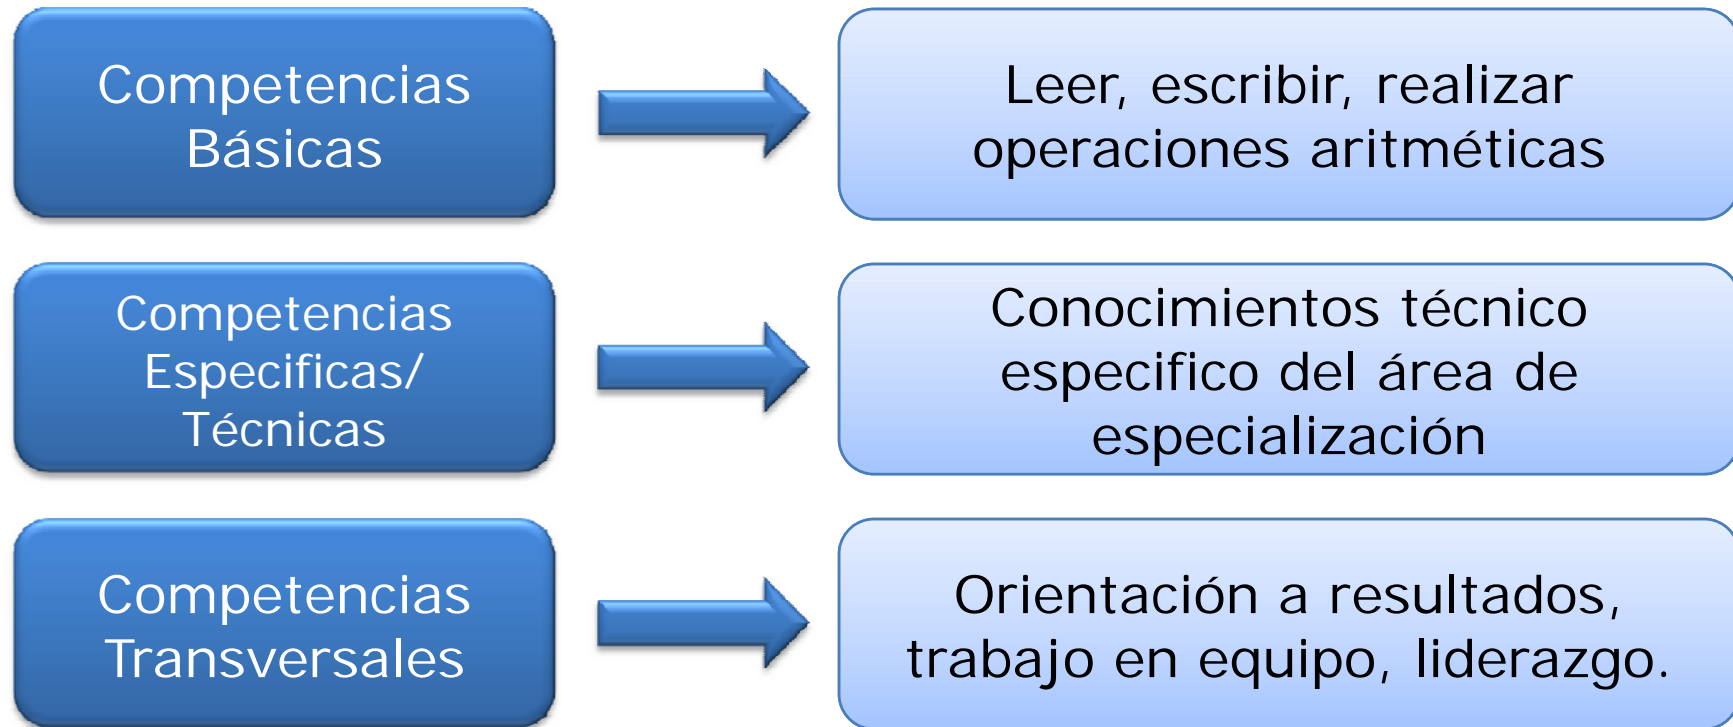 Competencias
Básicas
Leer, escribir, realizar
operaciones aritméticas
Competencias
Especificas/
Técnicas
Conocimientos técnico
especifico del área de
especialización
Competencias
Transversales
Orientación a resultados,
trabajo en equipo, liderazgo.